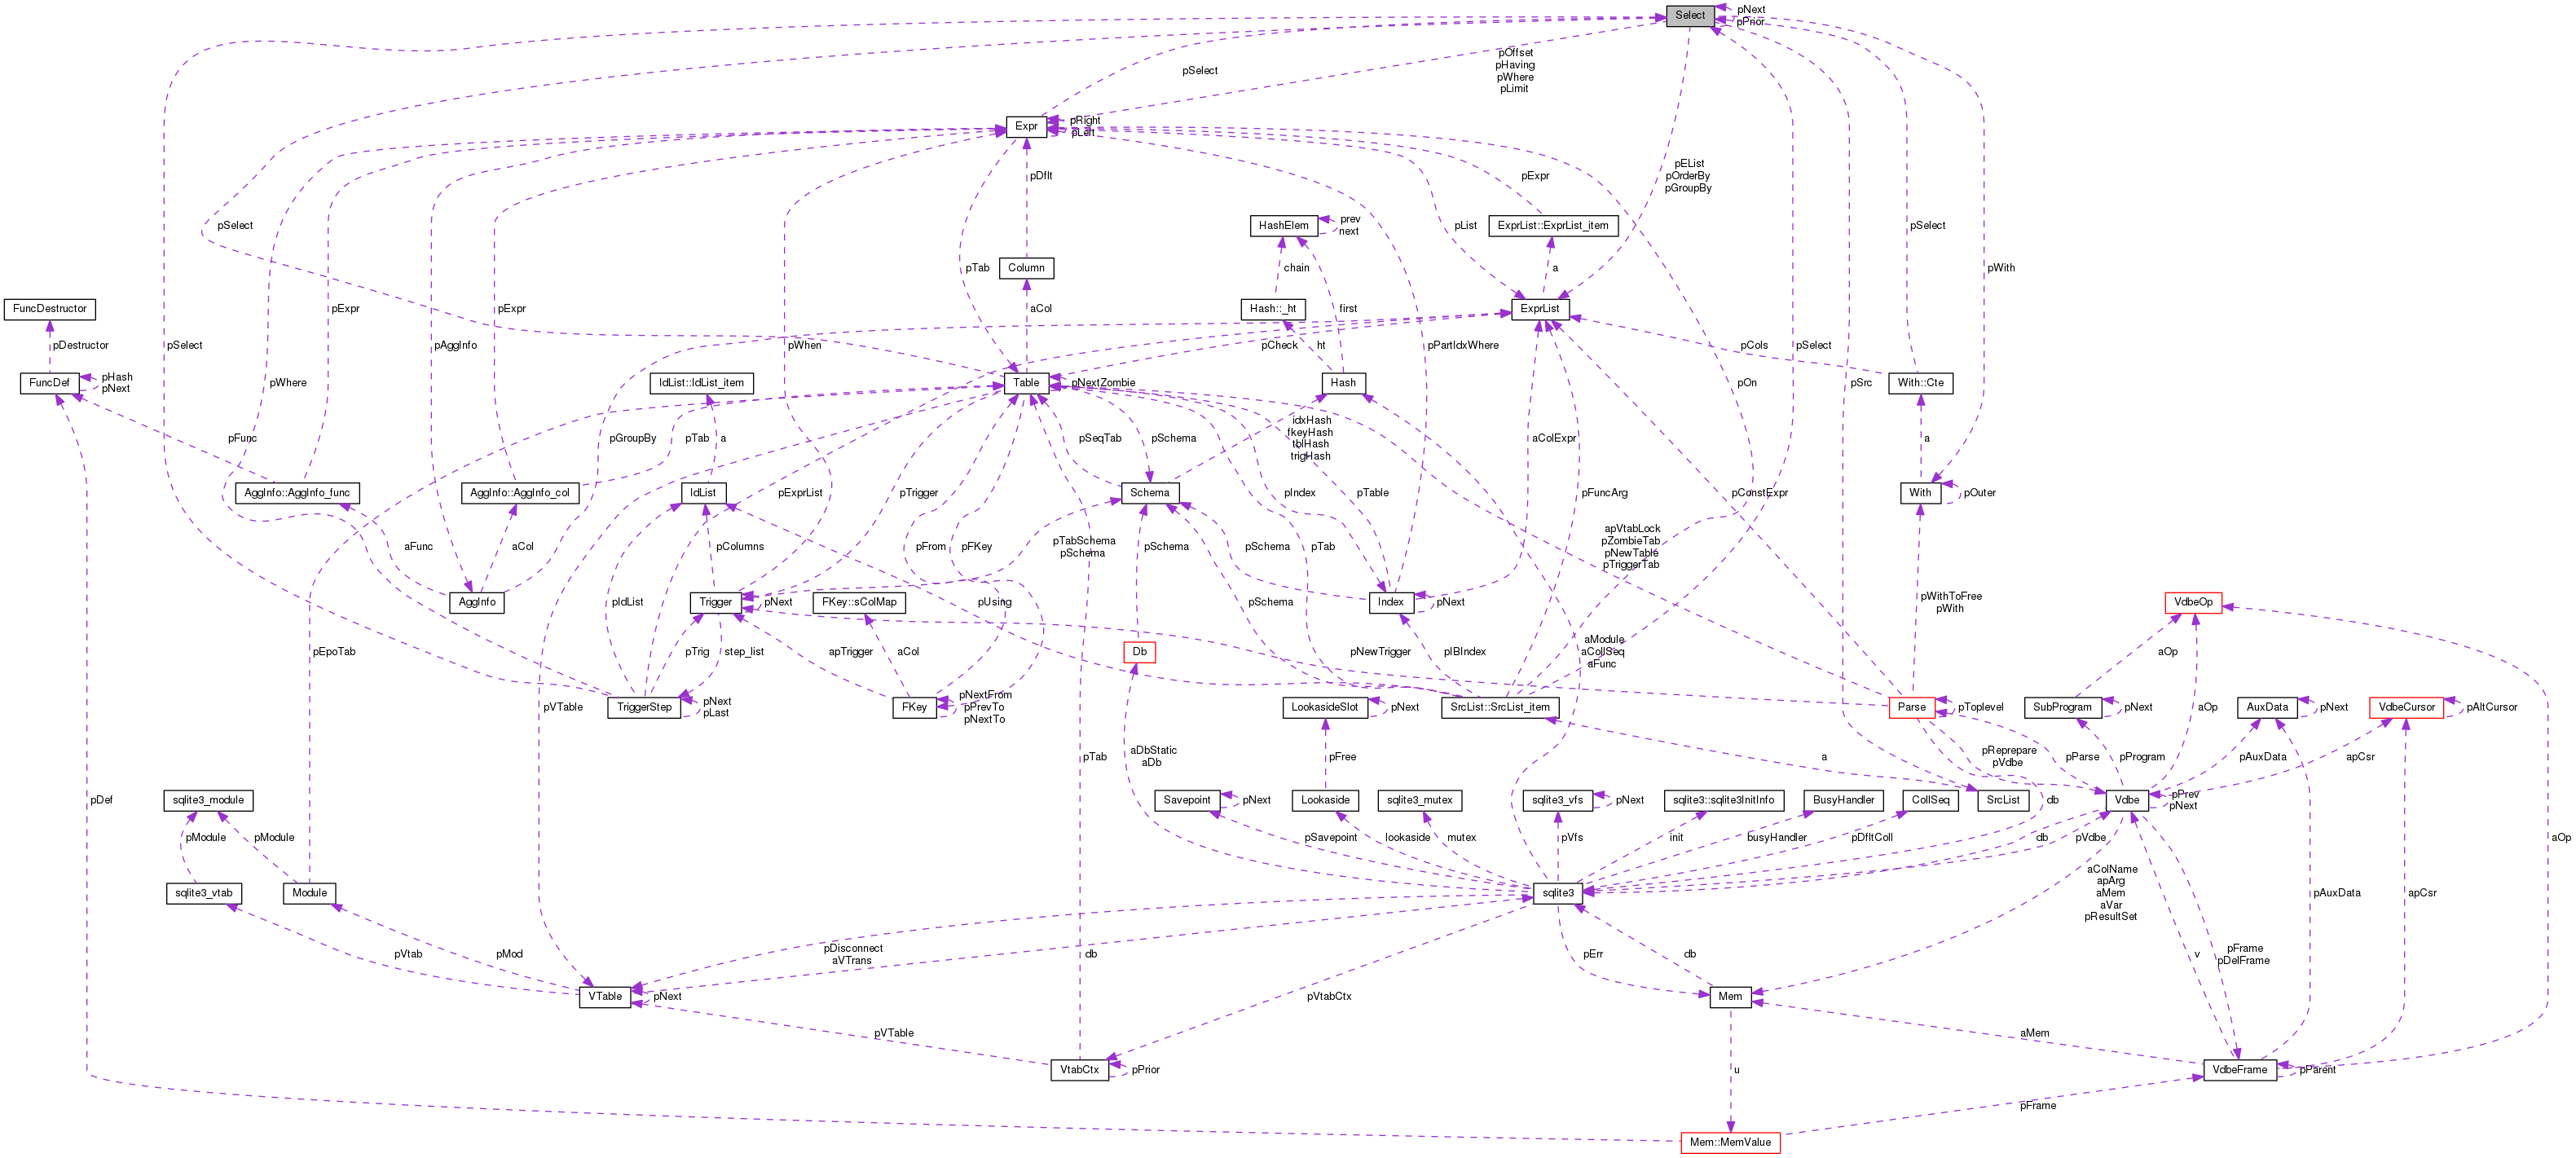 Select
pNext
pPrior
pSelect
pOffset
pHaving
pWhere
pLimit
Expr
pRight
pLeft
pEList
pOrderBy
pGroupBy
pDflt
pExpr
pSelect
pList
HashElem
prev
next
ExprList::ExprList_item
pSelect
pTab
Column
chain
a
pWith
FuncDestructor
aCol
Hash::_ht
first
ExprList
pDestructor
pSelect
pExpr
pExpr
pAggInfo
pWhen
pCheck
ht
pPartIdxWhere
pCols
pSelect
FuncDef
pHash
pNext
pWhere
IdList::IdList_item
Table
pNextZombie
Hash
pOn
pSrc
With::Cte
pFunc
pGroupBy
pTab
a
pSeqTab
pSchema
idxHash
fkeyHash
tblHash
trigHash
aColExpr
a
AggInfo::AggInfo_func
AggInfo::AggInfo_col
IdList
pExprList
pTrigger
Schema
pIndex
pTable
pFuncArg
pConstExpr
With
pOuter
aFunc
aCol
pColumns
pFrom
pFKey
pTabSchema
pSchema
pSchema
pSchema
pTab
apVtabLock
pZombieTab
pNewTable
pTriggerTab
AggInfo
pIdList
Trigger
pNext
FKey::sColMap
pUsing
pSchema
Index
pNext
pWithToFree
pWith
VdbeOp
pEpoTab
pTrig
step_list
apTrigger
aCol
Db
pNewTrigger
pIBIndex
aModule
aCollSeq
aFunc
aOp
TriggerStep
pNext
pLast
FKey
pNextFrom
pPrevTo
pNextTo
LookasideSlot
pNext
SrcList::SrcList_item
Parse
pToplevel
SubProgram
pNext
aOp
AuxData
pNext
VdbeCursor
pAltCursor
pVTable
pTab
aDbStatic
aDb
pFree
a
pReprepare
pVdbe
pParse
pProgram
pAuxData
apCsr
pDef
sqlite3_module
Savepoint
pNext
Lookaside
sqlite3_mutex
sqlite3_vfs
pNext
sqlite3::sqlite3InitInfo
BusyHandler
CollSeq
SrcList
db
Vdbe
pPrev
pNext
pModule
pModule
pSavepoint
lookaside
mutex
pVfs
init
busyHandler
pDfltColl
db
pVdbe
aOp
sqlite3_vtab
Module
sqlite3
aColName
apArg
aMem
aVar
pResultSet
pAuxData
apCsr
pVtab
pMod
pDisconnect
aVTrans
db
pErr
db
v
pFrame
pDelFrame
VTable
pNext
pVtabCtx
Mem
pVTable
aMem
VtabCtx
pPrior
u
VdbeFrame
pParent
pFrame
Mem::MemValue